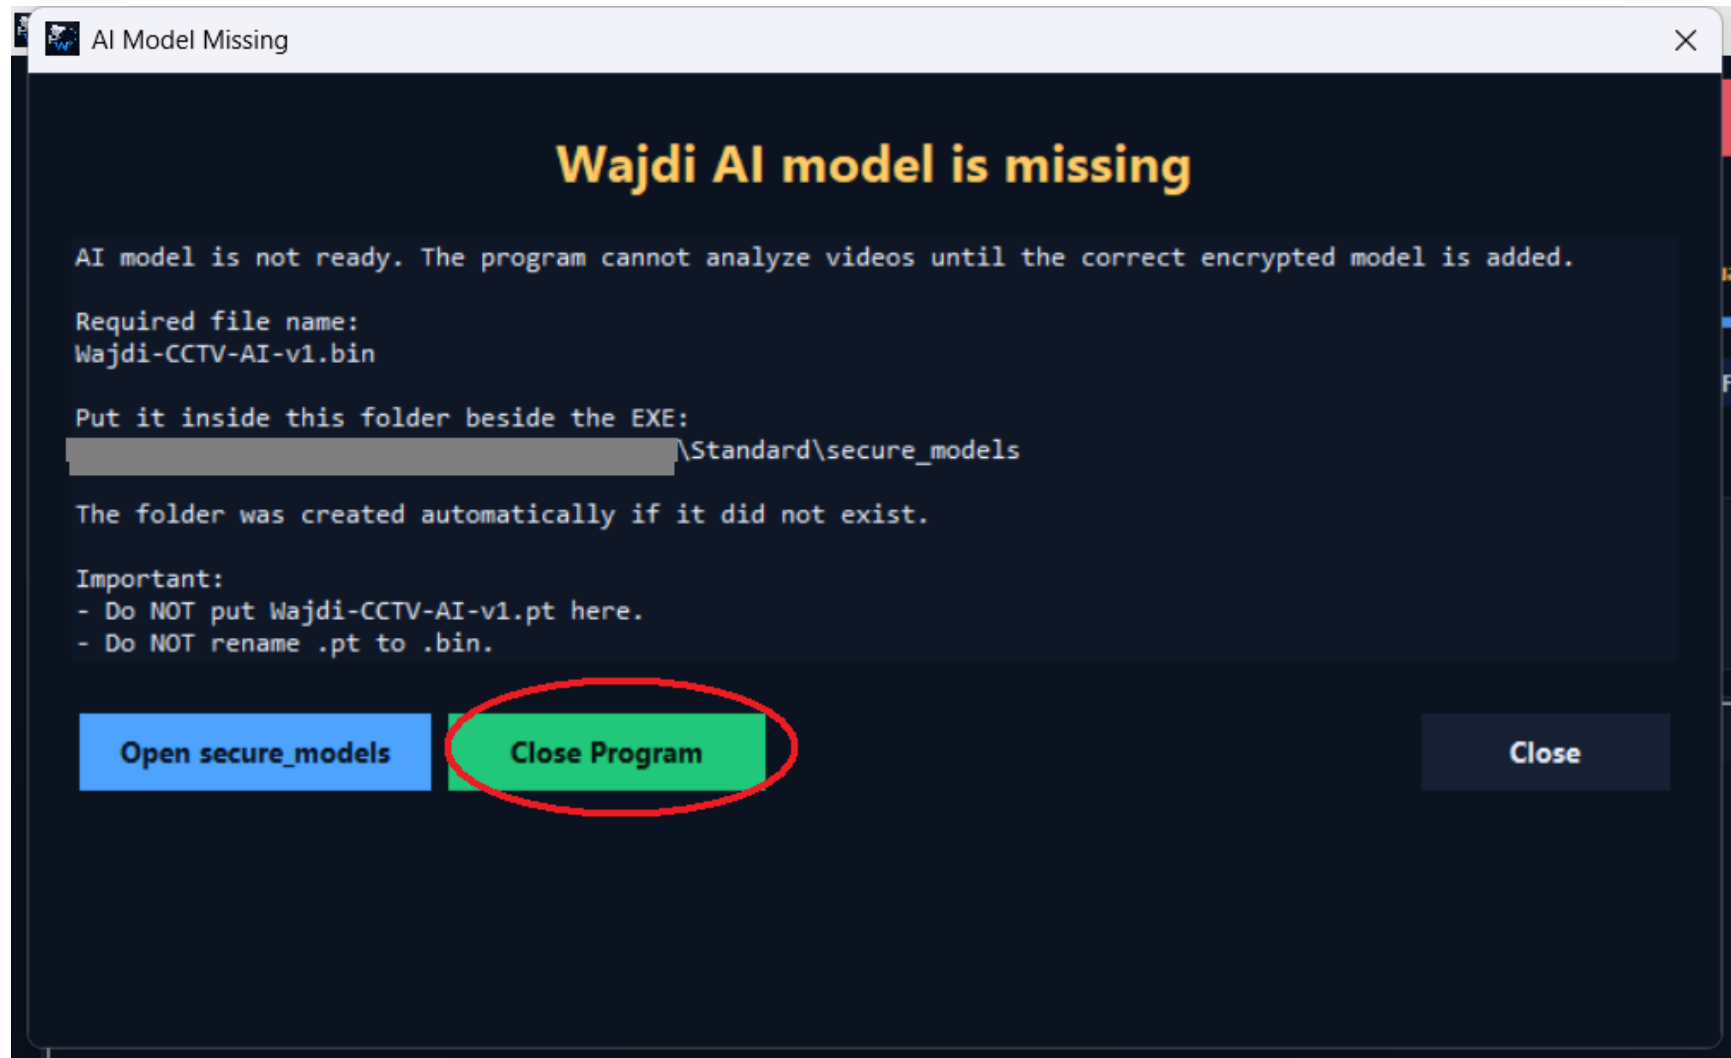 AI Model Missing
Wajdi AI model is missing
AI model is not ready. The program cannot analyze videos until the correct encrypted model is added.
Required file name:
Wajdi-CCTV-AI-v1.bin
Put it inside this folder beside the EXE:
\Standard\secure_models
The folder was created automatically if it did not exist.
Important:
- Do NOT put Wajdi-CCTV-AI-v1.pt here.
- Do NOT rename .pt to .bin.
Open secure_models
Close Program
Close